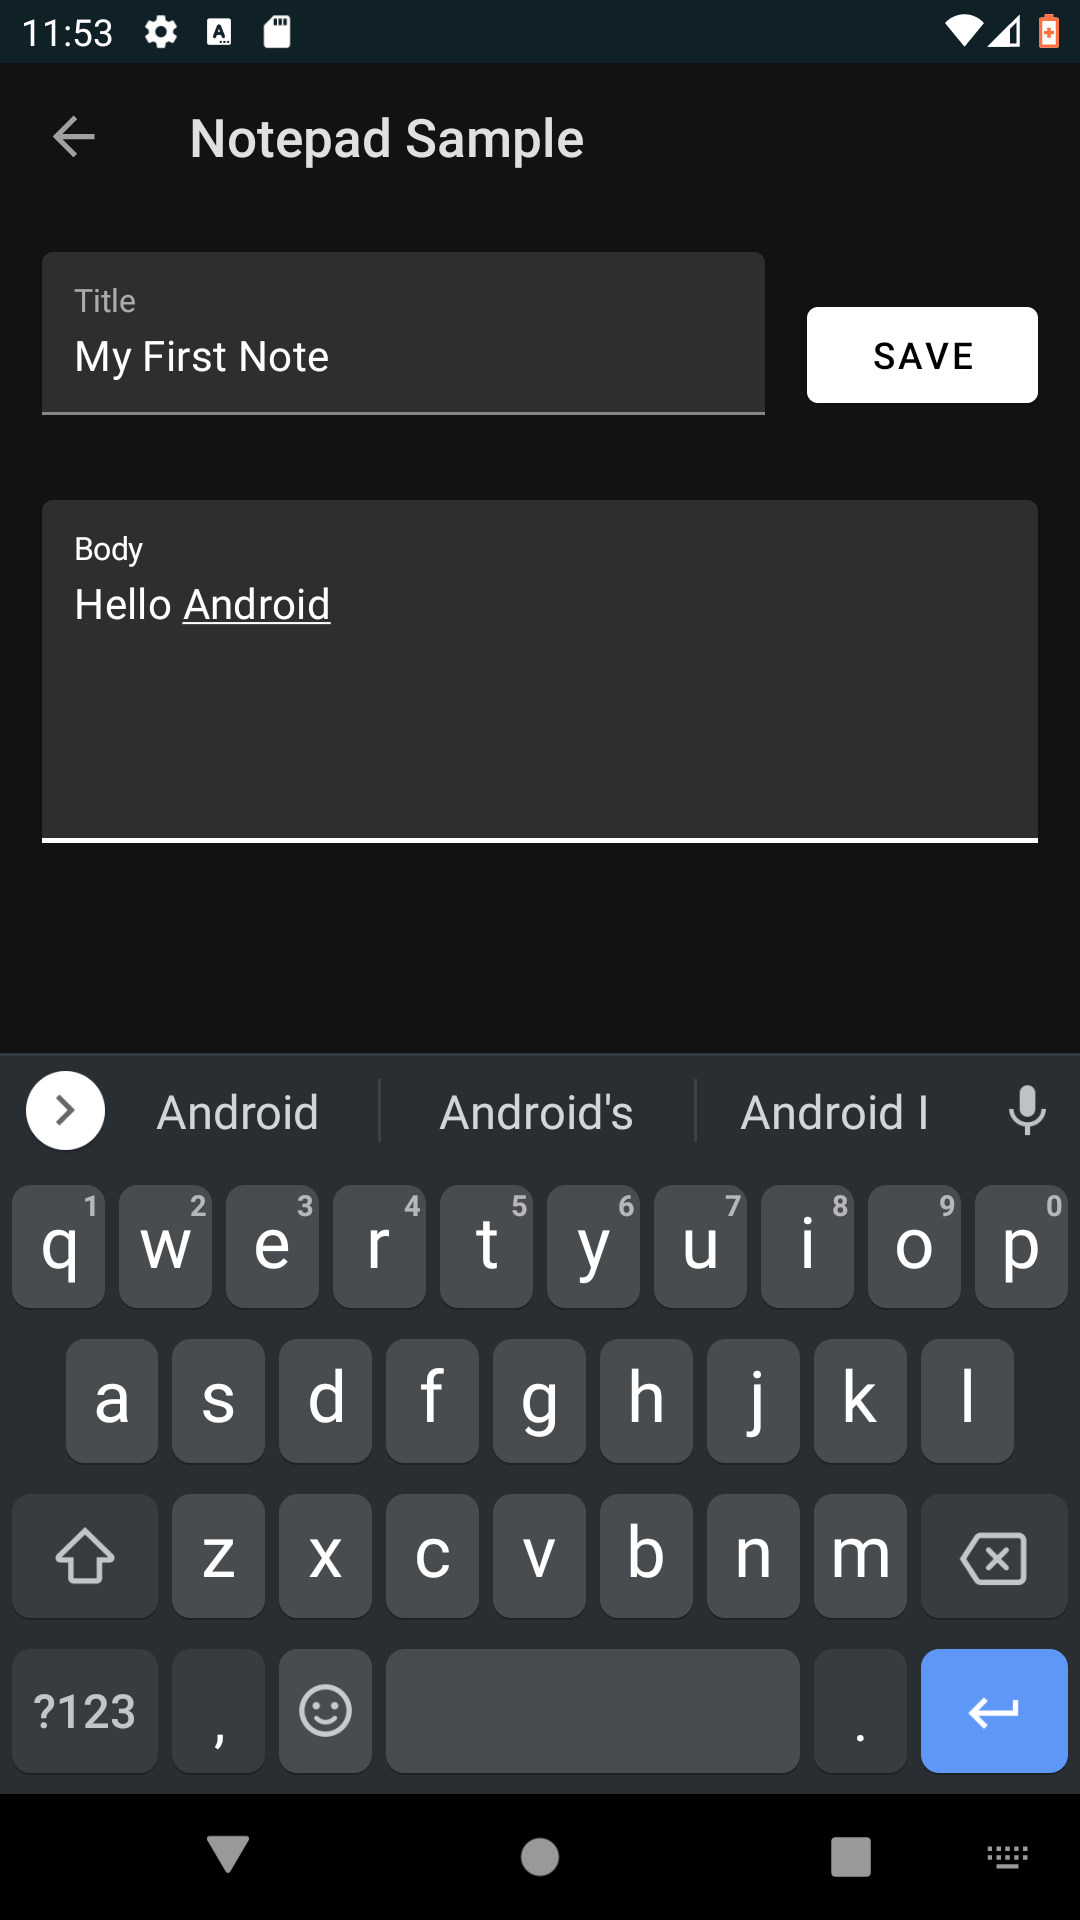 11:53
Notepad Sample
Title
My First Note
SAVE
Body
Hello Android
Android Android's Android I
1 2 3 4 5 6 7 8 9 0
q w e r t y u i o p
a s d f g h j k l
z x c v b n m
?123 , .